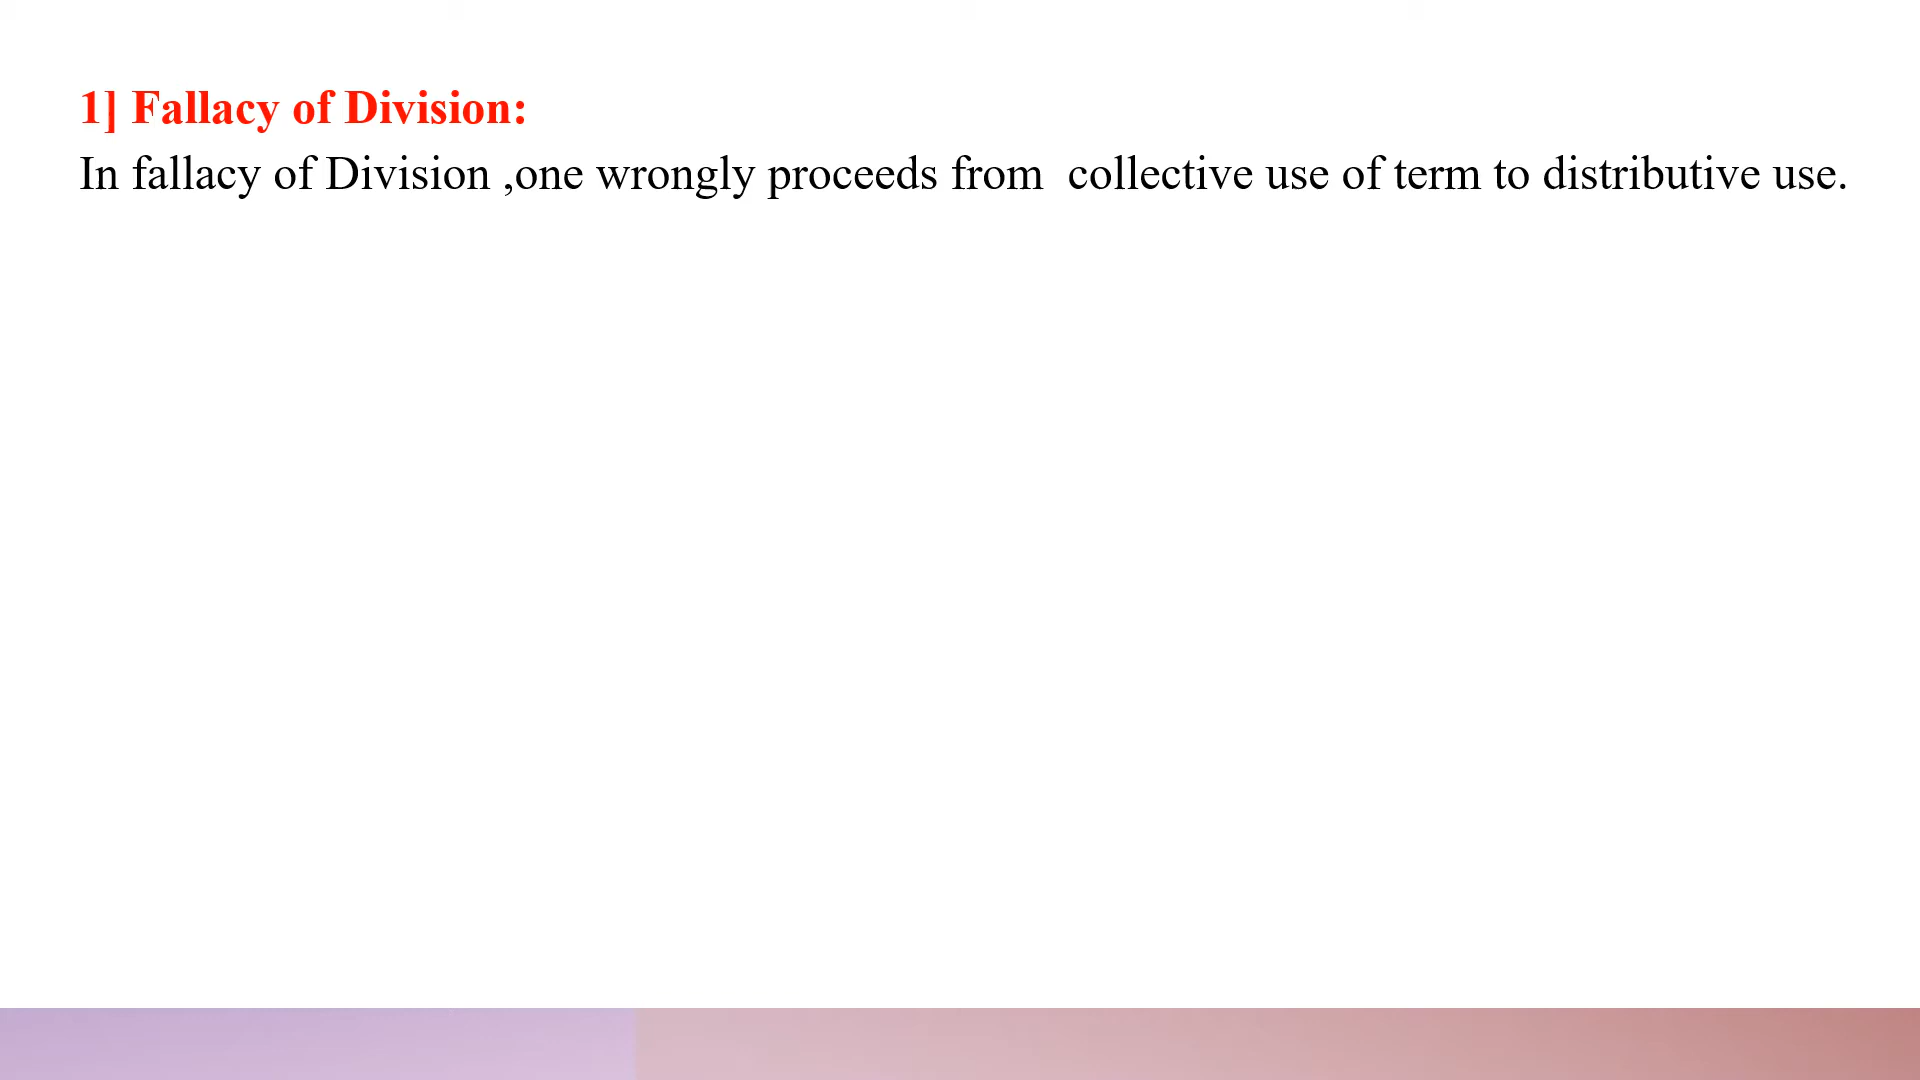 1] Fallacy of Division:
In fallacy of Division ,one wrongly proceeds from  collective use of term to distributive use.